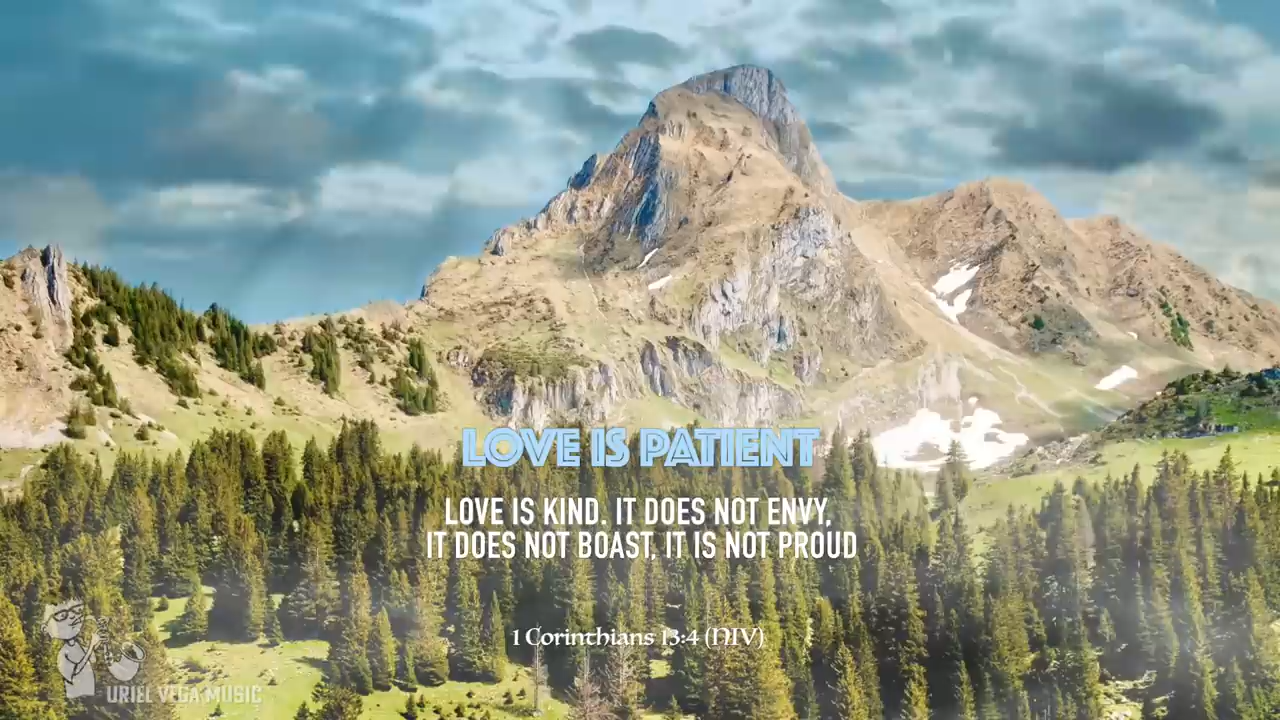 LOVE IS PATIENT
LOVE IS KIND. IT DOES NOT ENVY,
IT DOES NOT BOAST, IT IS NOT PROUD
1 Corinthians 13:4 (NIV)
URIEL VEGA MUSIC